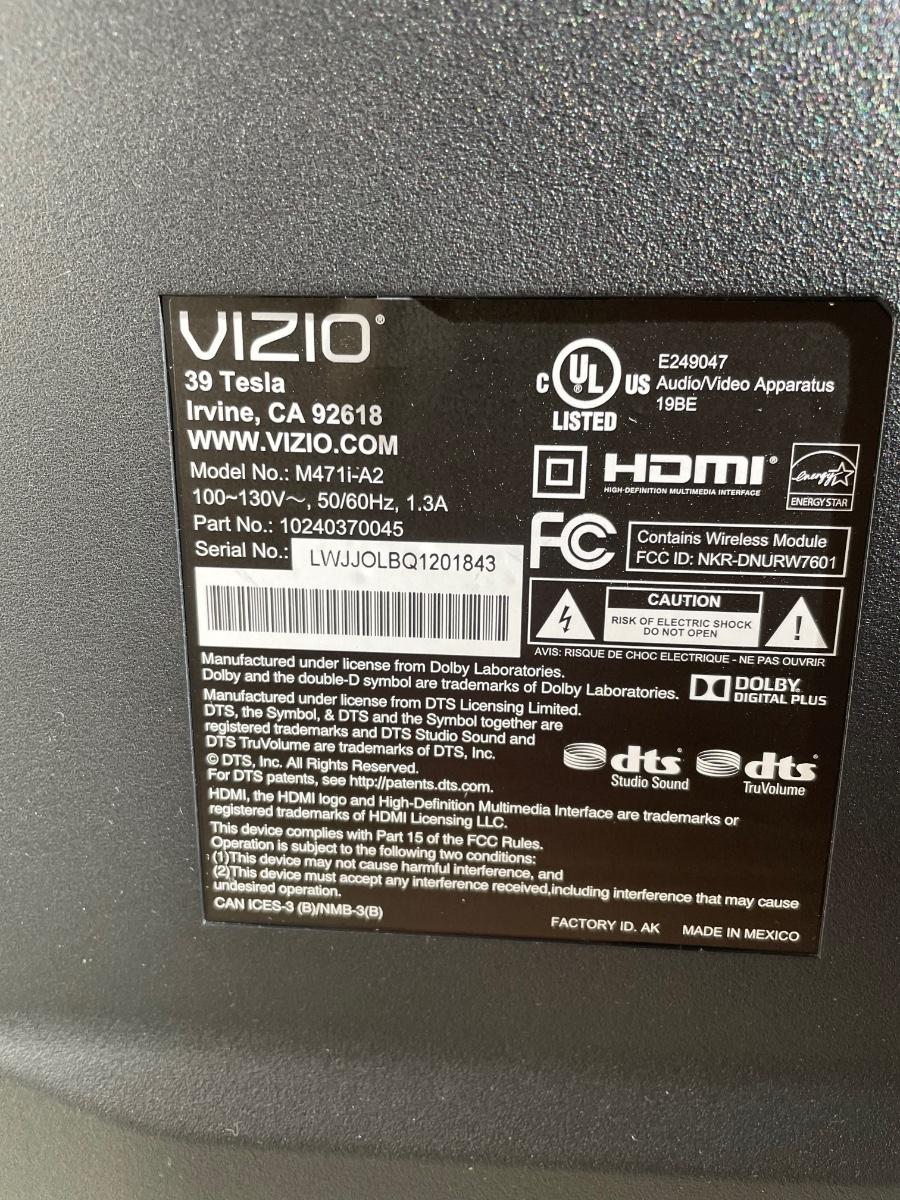 VIZIO®
39 Tesla
Irvine, CA 92618
WWW.VIZIO.COM
Model No.: M471i-A2
100~130V~, 50/60Hz, 1.3A
Part No.: 10240370045
Serial No.: LWJJOLBQ1201843
C UL® US
LISTED
E249047
Audio/Video Apparatus
19BE
HDMI®
HIGH-DEFINITION MULTIMEDIA INTERFACE
energy
ENERGY STAR
FC
Contains Wireless Module
FCC ID: NKR-DNURW7601
CAUTION
RISK OF ELECTRIC SHOCK
DO NOT OPEN
!
AVIS: RISQUE DE CHOC ELECTRIQUE - NE PAS OUVRIR
Manufactured under license from Dolby Laboratories.
Dolby and the double-D symbol are trademarks of Dolby Laboratories.
DOLBY
DIGITAL PLUS
Manufactured under license from DTS Licensing Limited.
DTS, the Symbol, & DTS and the Symbol together are
registered trademarks and DTS Studio Sound and
DTS TruVolume are trademarks of DTS, Inc.
© DTS, Inc. All Rights Reserved.
For DTS patents, see http://patents.dts.com.
dts
Studio Sound
dts
TruVolume
HDMI, the HDMI logo and High-Definition Multimedia Interface are trademarks or
registered trademarks of HDMI Licensing LLC.
This device complies with Part 15 of the FCC Rules.
Operation is subject to the following two conditions:
(1)This device may not cause harmful interference, and
(2)This device must accept any interference received,including interference that may cause
undesired operation.
CAN ICES-3 (B)/NMB-3(B)
FACTORY ID. AK MADE IN MEXICO